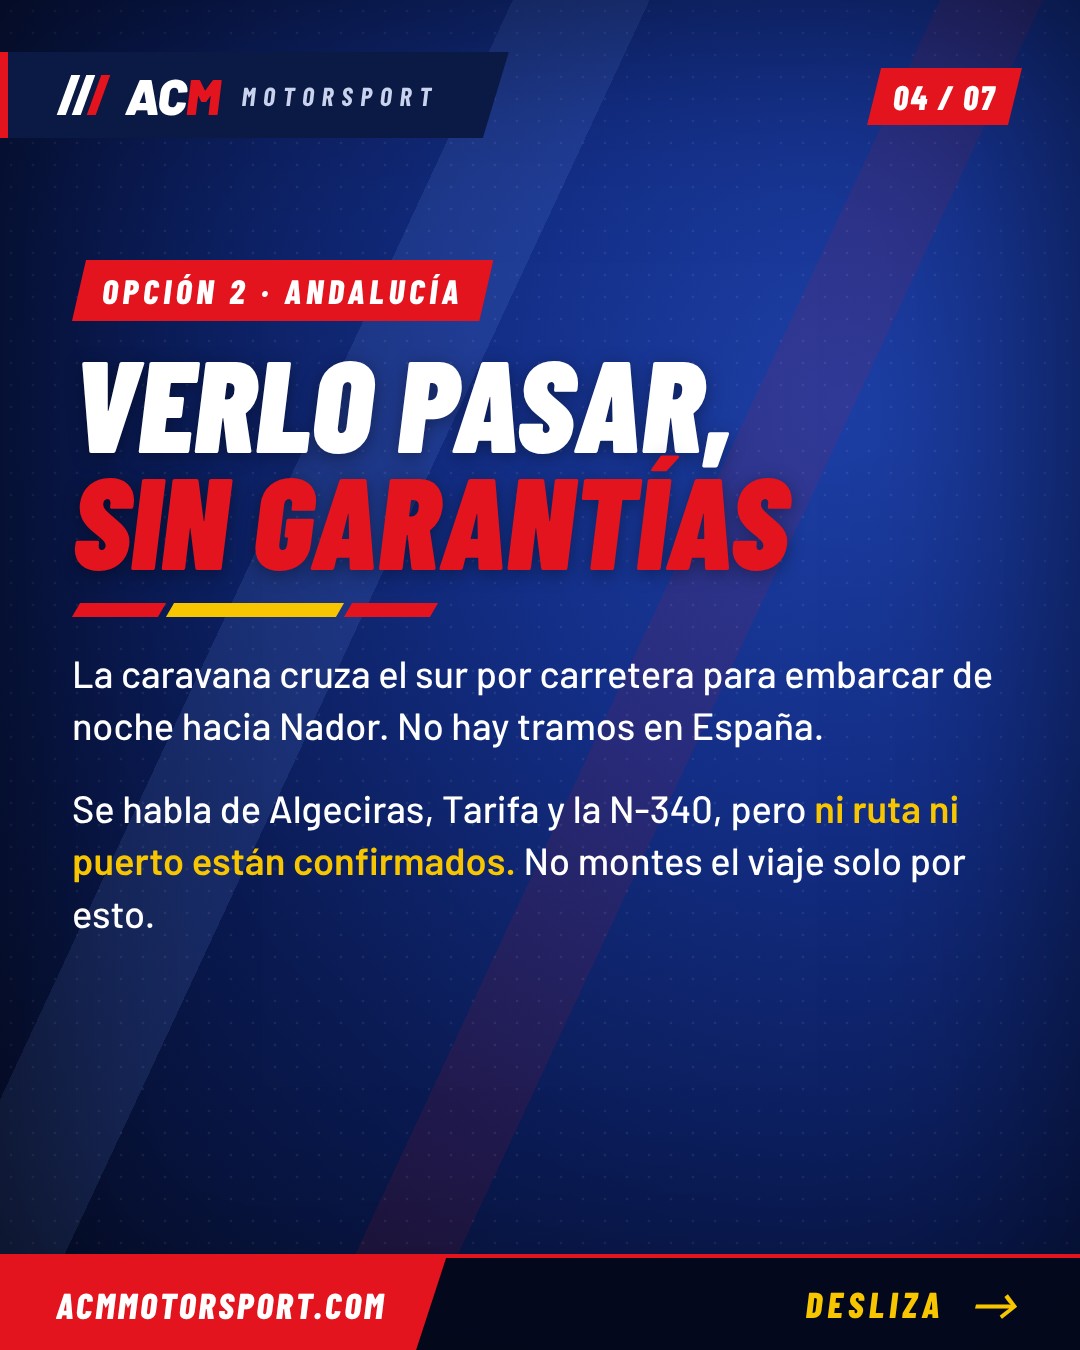 ACM MOTORSPORT
04 / 07
OPCIÓN 2 · ANDALUCÍA
VERLO PASAR,
SIN GARANTÍAS
La caravana cruza el sur por carretera para embarcar de
noche hacia Nador. No hay tramos en España.
Se habla de Algeciras, Tarifa y la N-340, pero ni ruta ni
puerto están confirmados. No montes el viaje solo por
esto.
ACMMOTORSPORT.COM
DESLIZA →